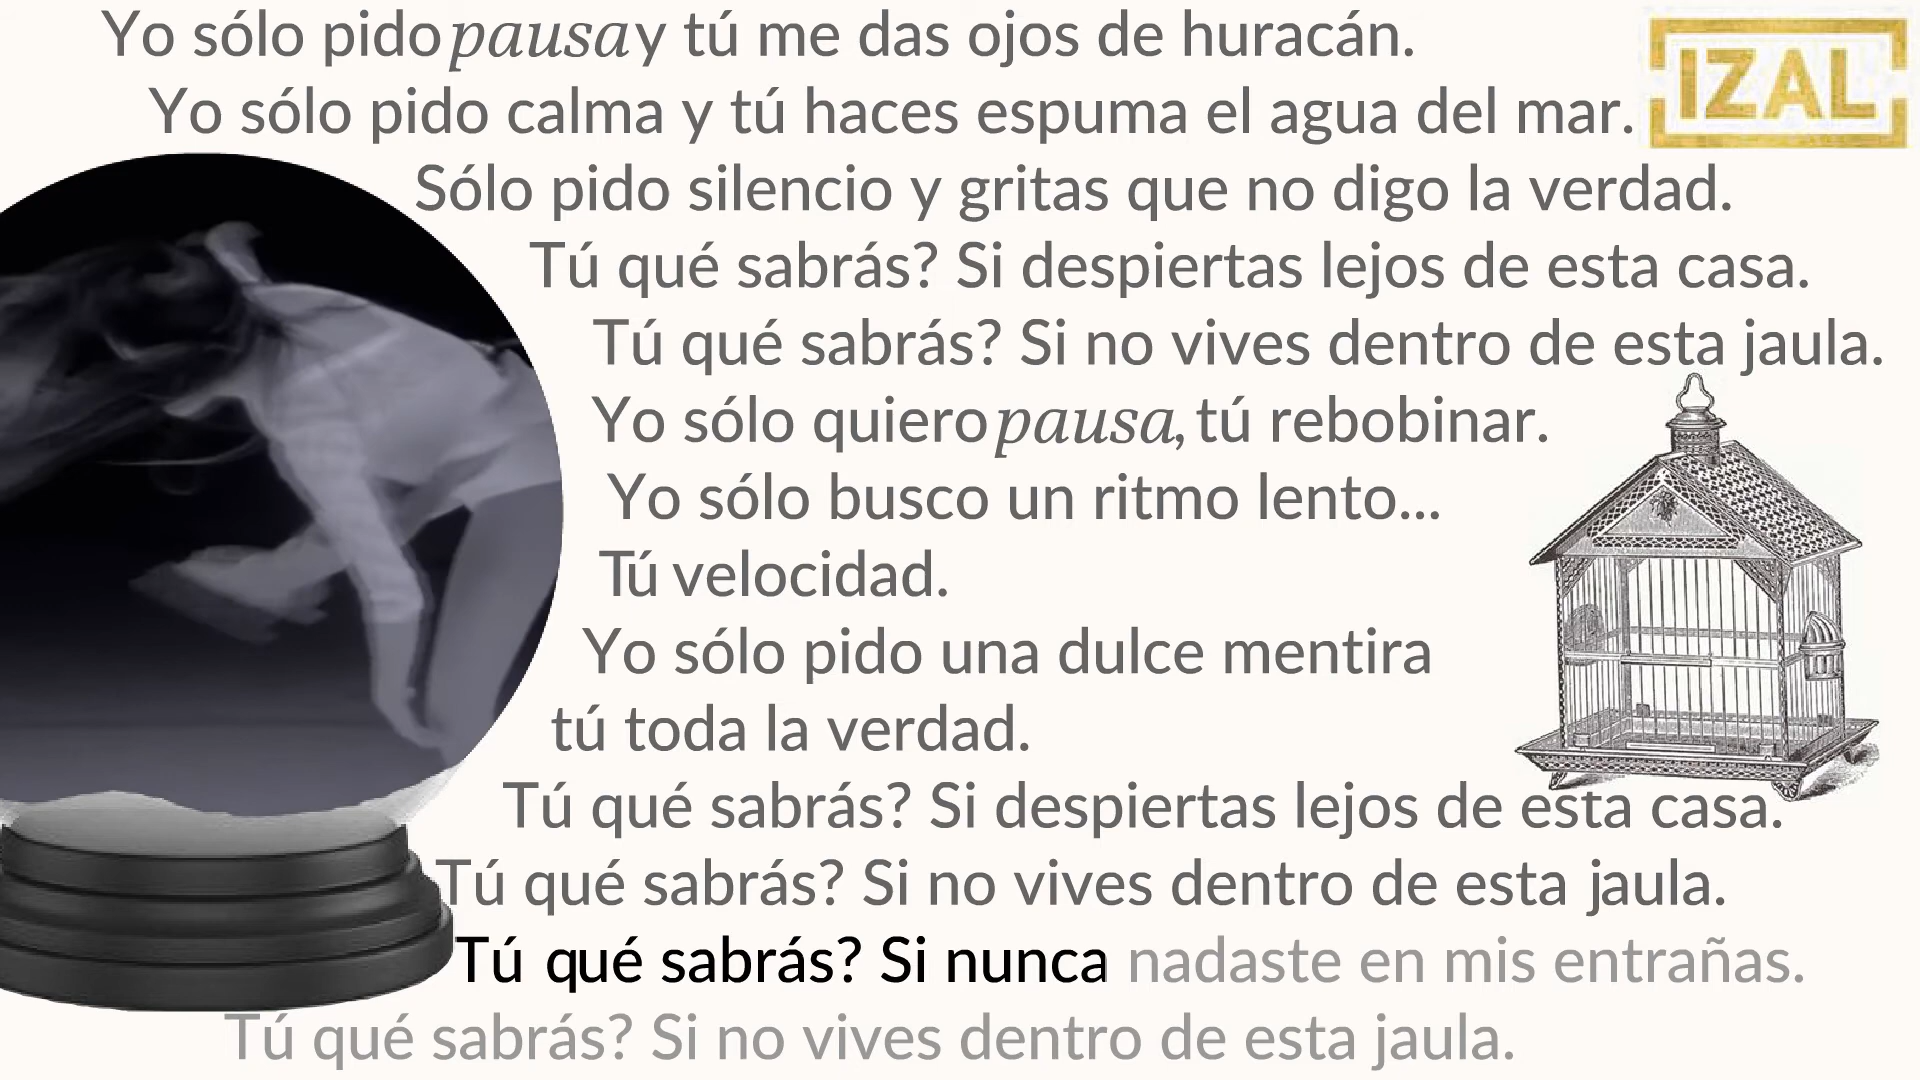 Yo sólo pido pausa y tú me das ojos de huracán.
IZAL
Yo sólo pido calma y tú haces espuma el agua del mar.
Sólo pido silencio y gritas que no digo la verdad.
Tú qué sabrás? Si despiertas lejos de esta casa.
Tú qué sabrás? Si no vives dentro de esta jaula.
Yo sólo quiero pausa, tú rebobinar.
Yo sólo busco un ritmo lento...
Tú velocidad.
Yo sólo pido una dulce mentira
tú toda la verdad.
Tú qué sabrás? Si despiertas lejos de esta casa.
Tú qué sabrás? Si no vives dentro de esta jaula.
Tú qué sabrás? Si nunca nadaste en mis entrañas.
Tú qué sabrás? Si no vives dentro de esta jaula.